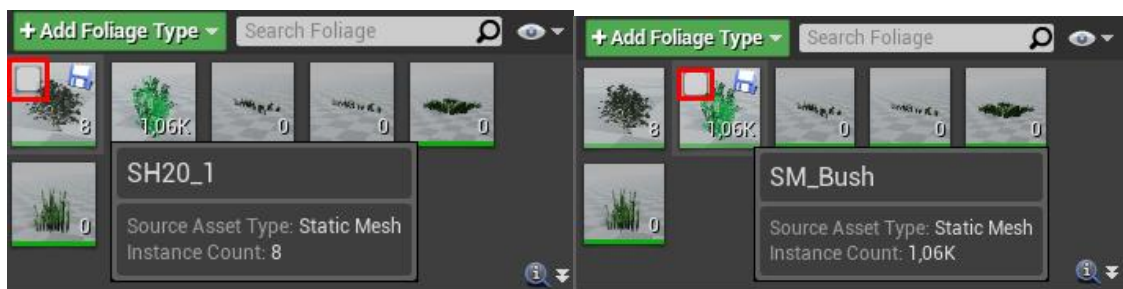 + Add Foliage Type Search Foliage
8 1,06K 0 0 0
SH20_1
0
Source Asset Type: Static Mesh
Instance Count: 8
+ Add Foliage Type Search Foliage
8 1,06K 0 0 0
SM_Bush
0
Source Asset Type: Static Mesh
Instance Count: 1,06K